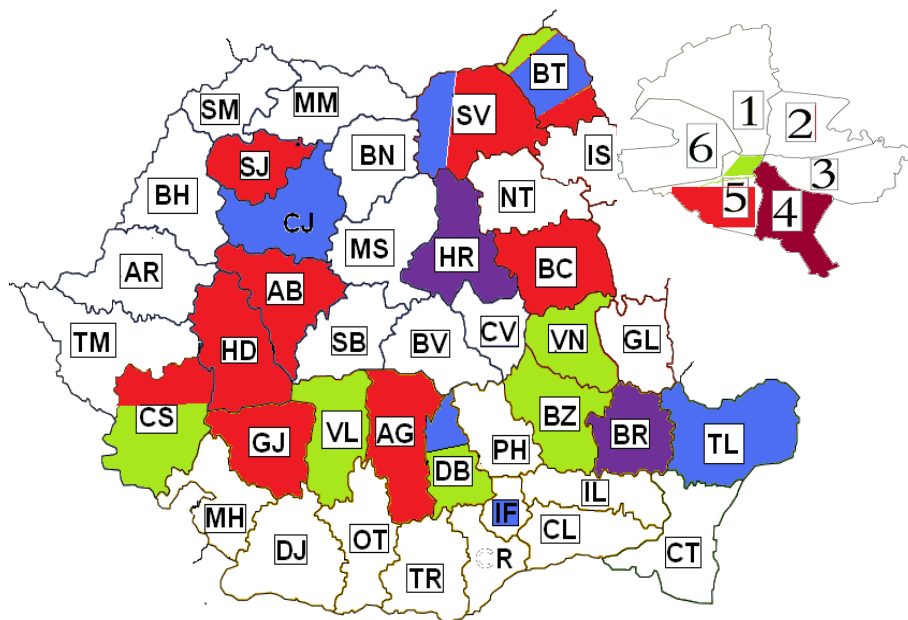 BT
SM
MM
SV
1
2
SJ
BN
IS
6
3
BH
NT
5
4
CJ
MS
HR
AR
AB
BC
TM
HD
SB
BV
CV
VN
GL
CS
GJ
VL
AG
PH
BZ
BR
TL
DB
IL
MH
IF
DJ
OT
CL
CT
TR
CR